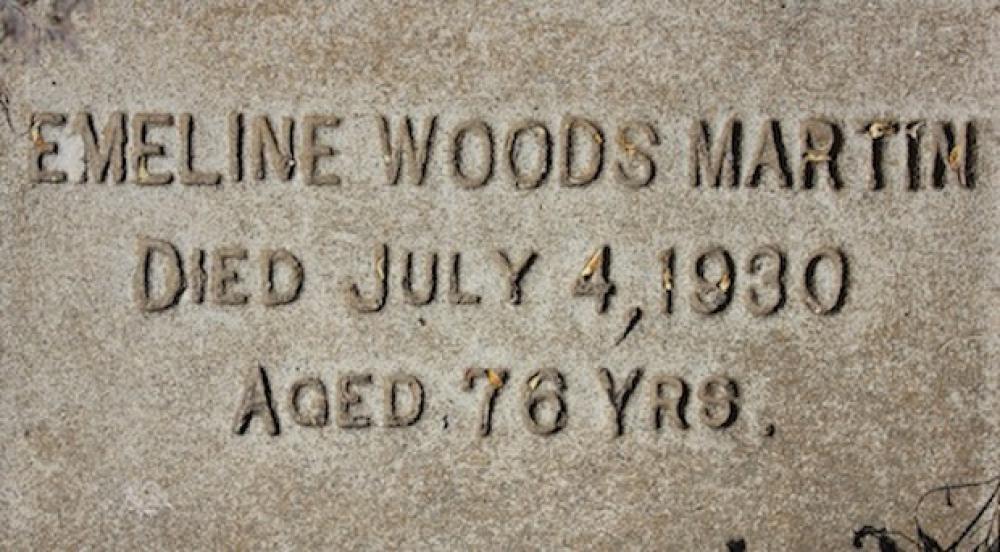 EMELINE WOODS MARTIN
DIED JULY 4, 1930
AGED 76 YRS.